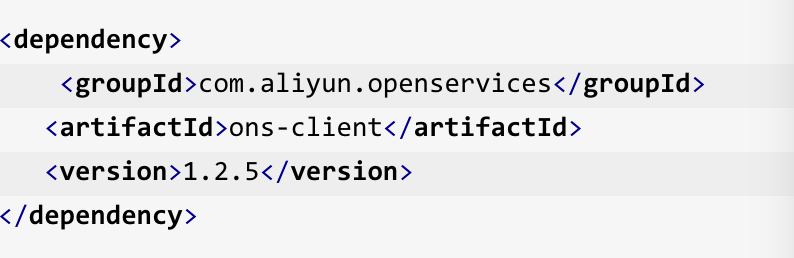 <dependency>
    <groupId>com.aliyun.openservices</groupId>
   <artifactId>ons-client</artifactId>
   <version>1.2.5</version>
</dependency>